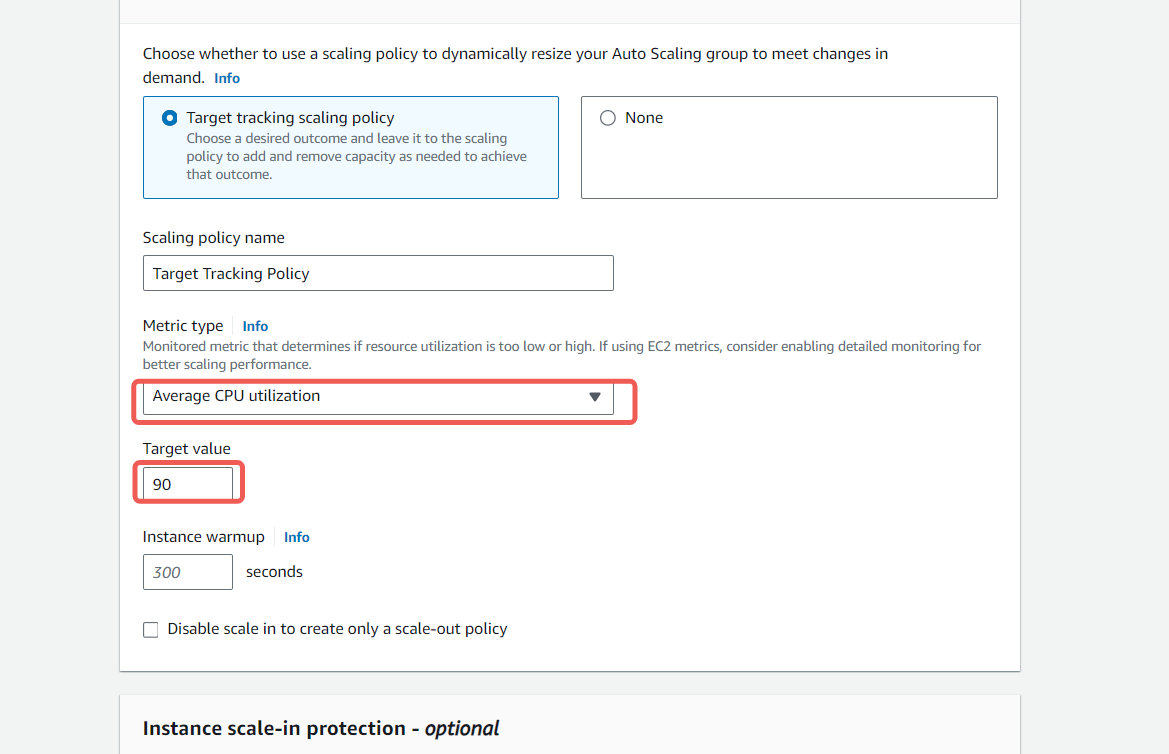 Choose whether to use a scaling policy to dynamically resize your Auto Scaling group to meet changes in
demand. Info
Target tracking scaling policy
Choose a desired outcome and leave it to the scaling
policy to add and remove capacity as needed to achieve
that outcome.
None
Scaling policy name
Target Tracking Policy
Metric type Info
Monitored metric that determines if resource utilization is too low or high. If using EC2 metrics, consider enabling detailed monitoring for
better scaling performance.
Average CPU utilization
Target value
90
Instance warmup Info
300 seconds
Disable scale in to create only a scale-out policy
Instance scale-in protection - optional